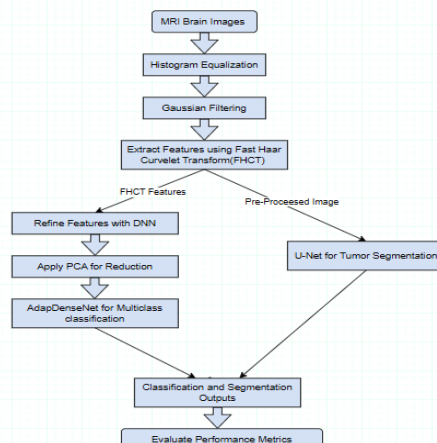 MRI Brain Images
Histogram Equalization
Gaussian Filtering
Extract Features using Fast Haar
Curvelet Transform(FHCT)
FHCT Features
Pre-Proceesed Image
Refine Features with DNN
U-Net for Tumor Segmentation
Apply PCA for Reduction
AdapDenseNet for Multiclass
classification
Classification and Segmentation
Outputs
Evaluate Performance Metrics